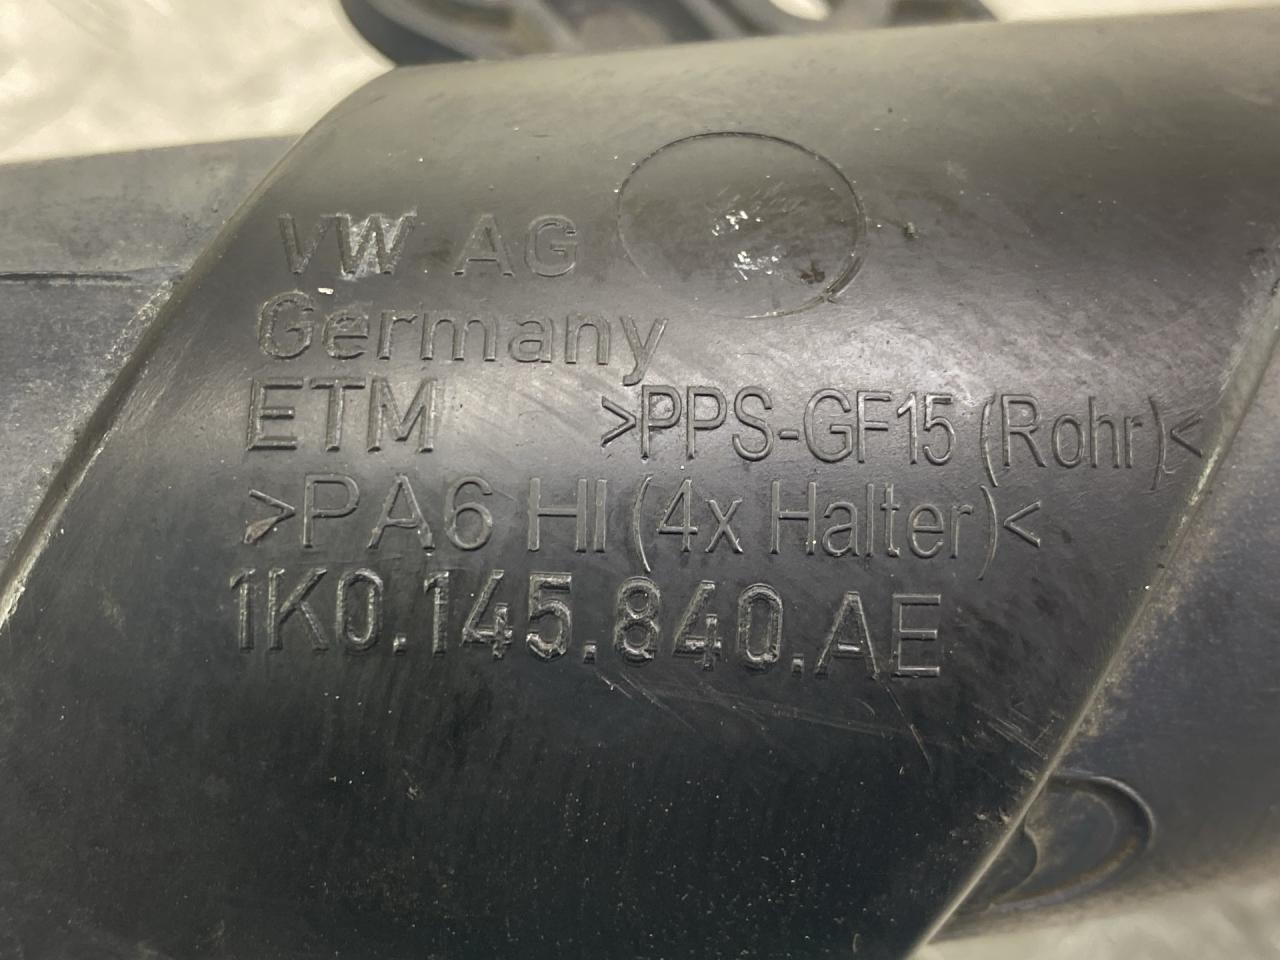 VW AG
Germany
ETM >PPS-GF15 (Rohr)<
>PA6 HI (4x Halter)<
1K0.145.840.AE